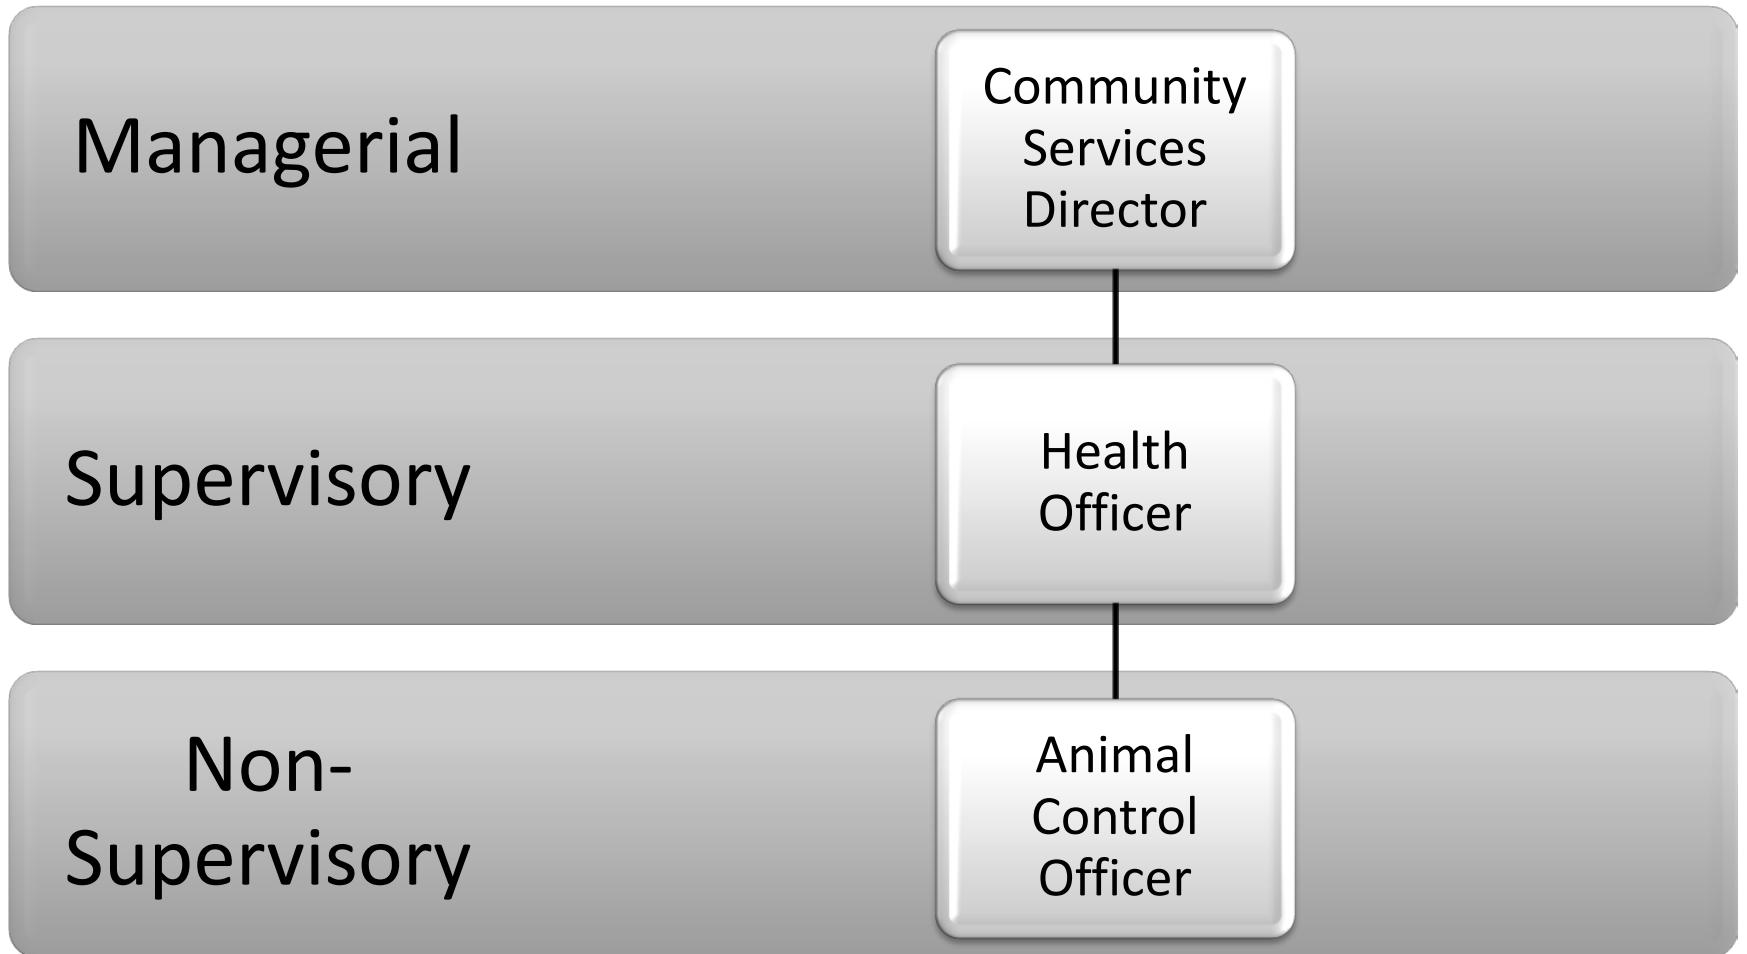 Managerial
Community
Services
Director
Supervisory
Health
Officer
Non-
Supervisory
Animal
Control
Officer